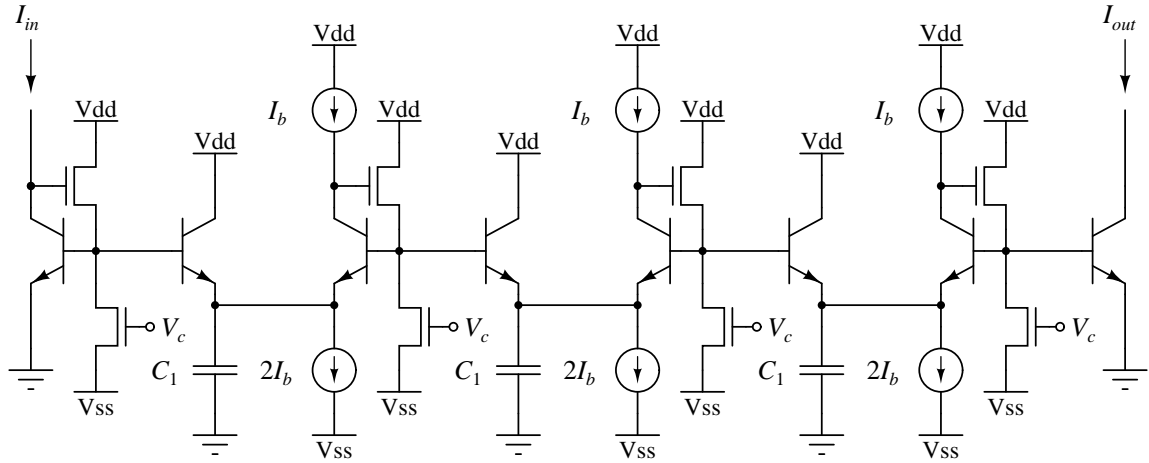 I_in
I_out
Vdd Vdd Vdd
I_b I_b I_b
Vdd Vdd Vdd Vdd
Vdd Vdd Vdd
V_c V_c V_c V_c
C_1 2I_b C_1 2I_b C_1 2I_b
Vss Vss Vss Vss
Vss Vss Vss